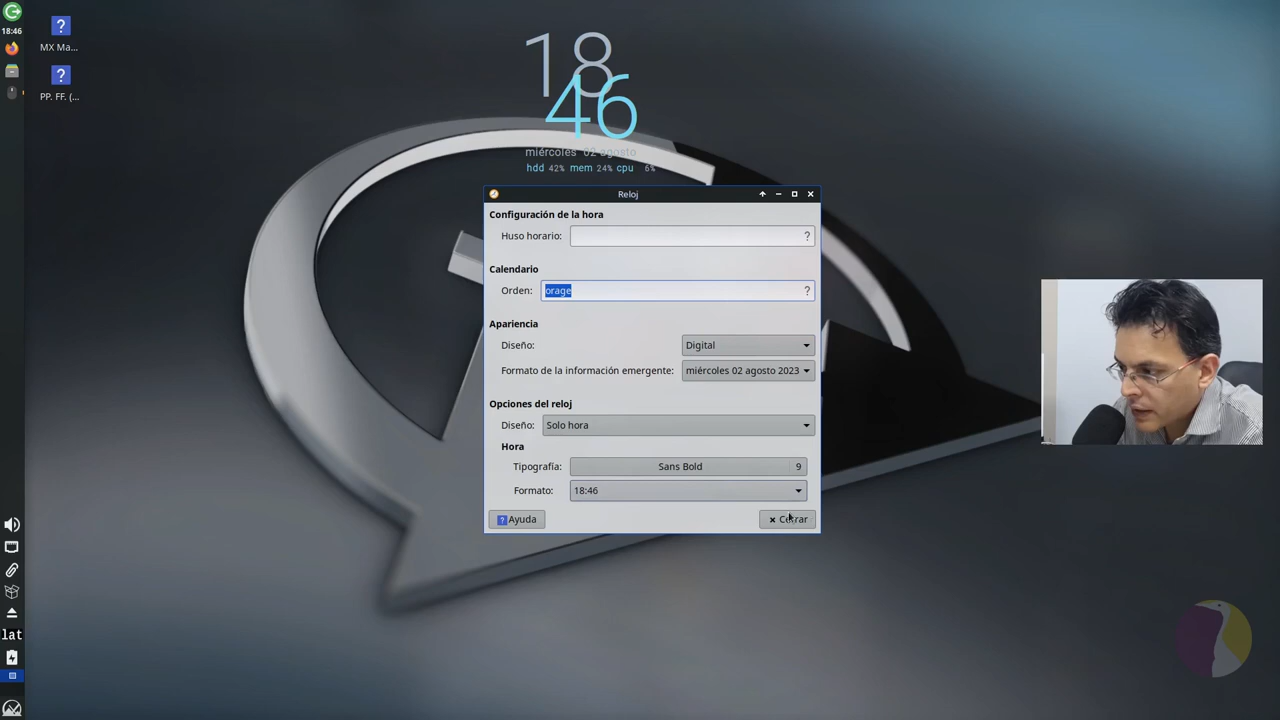 18:46
MX Ma...
PP. FF. (...
18
46
miércoles 02 agosto
hdd 42% mem 24% cpu 6%
Reloj
Configuración de la hora
Huso horario: ?
Calendario
Orden: orage ?
Apariencia
Diseño: Digital
Formato de la información emergente: miércoles 02 agosto 2023
Opciones del reloj
Diseño: Solo hora
Hora
Tipografía: Sans Bold 9
Formato: 18:46
? Ayuda
Cerrar
lat